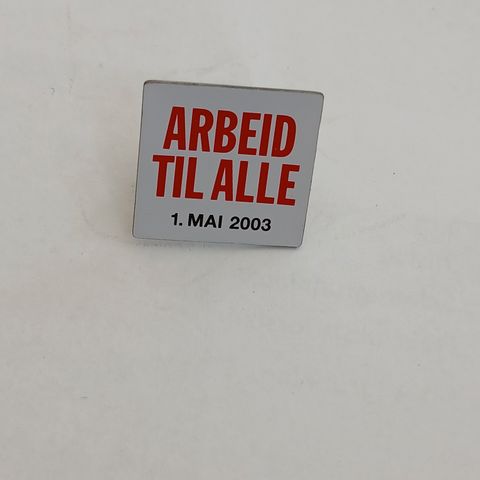 ARBEID
TIL ALLE
1. MAI 2003